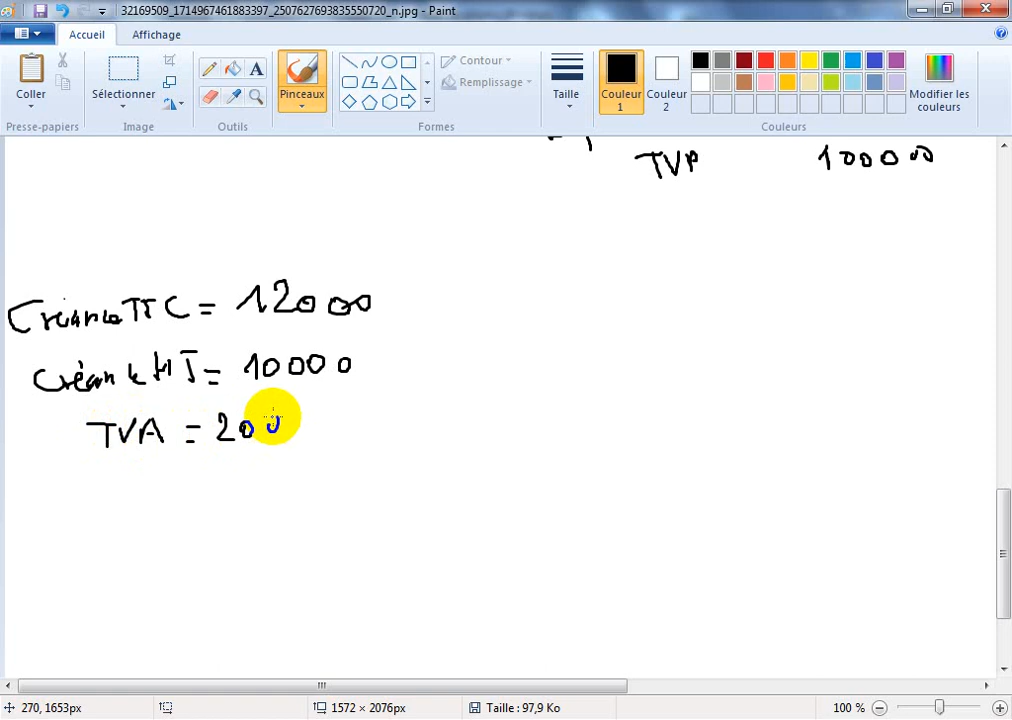 32169509_1714967461883397_2507627693835550720_n.jpg - Paint
Accueil
Affichage
Coller
Sélectionner
Pinceaux
Contour
Remplissage
Taille
Couleur 1
Couleur 2
Modifier les couleurs
Presse-papiers
Image
Outils
Formes
Couleurs
TVA 100000
Créance TTC = 12000
Créance HT = 10000
TVA = 200
270, 1653px
1572 × 2076px
Taille : 97,9 Ko
100 %